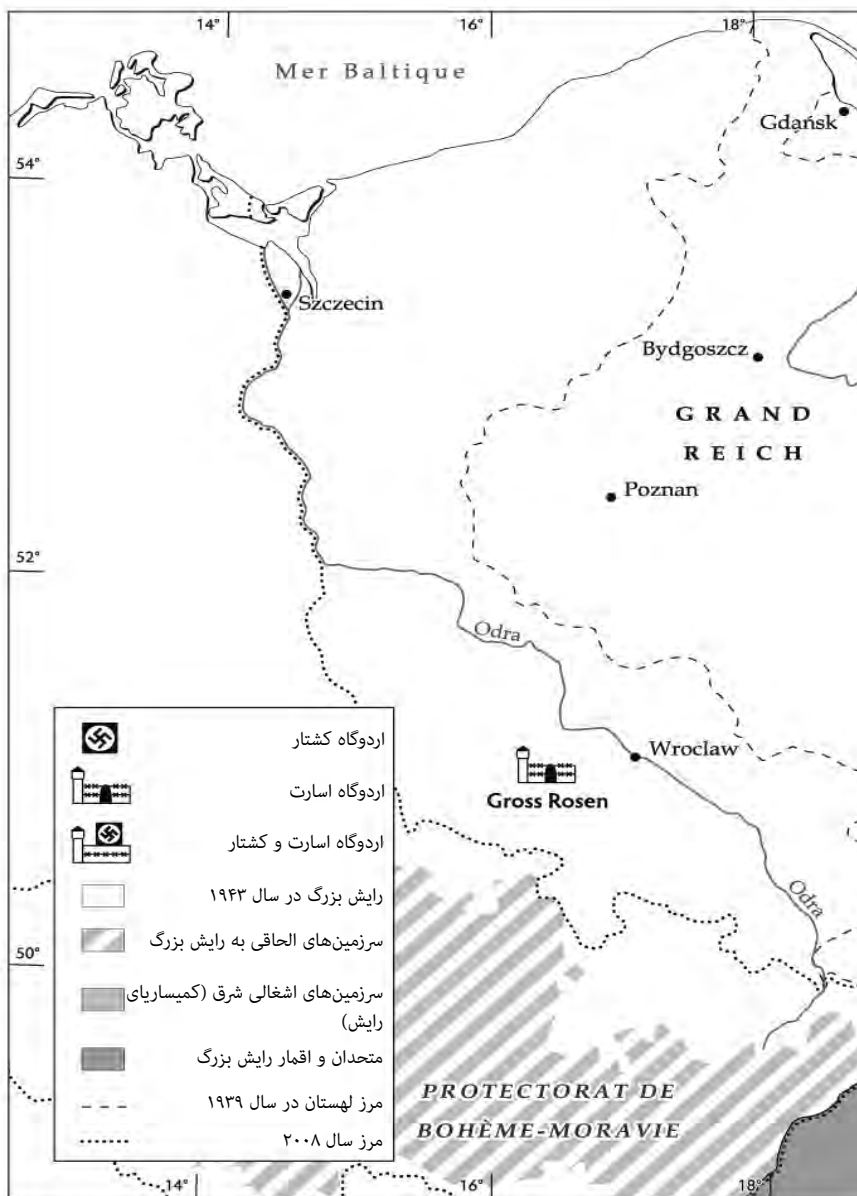 14°
16°
18°
Mer Baltique
Gdańsk
54°
Szczecin
Bydgoszcz
GRAND
REICH
Poznan
52°
Odra
Wroclaw
Gross Rosen
Odra
50°
اردوگاه کشتار
اردوگاه اسارت
اردوگاه اسارت و کشتار
رایش بزرگ در سال ۱۹۴۳
سرزمین‌های الحاقی به رایش بزرگ
سرزمین‌های اشغالی شرق (کمیساریای
رایش)
متحدان و اقمار رایش بزرگ
مرز لهستان در سال ۱۹۳۹
مرز سال ۲۰۰۸
PROTECTORAT DE
BOHÈME-MORAVIE
14°
16°
18°